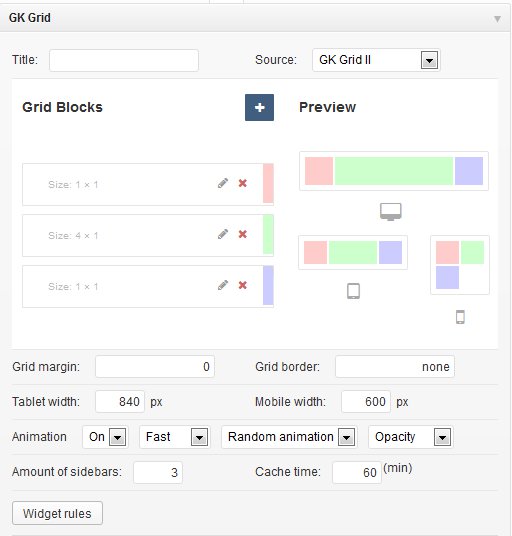 GK Grid
Title: Source: GK Grid II
Grid Blocks + Preview
Size: 1 × 1
Size: 4 × 1
Size: 1 × 1
Grid margin: 0 Grid border: none
Tablet width: 840 px Mobile width: 600 px
Animation On Fast Random animation Opacity
Amount of sidebars: 3 Cache time: 60 (min)
Widget rules